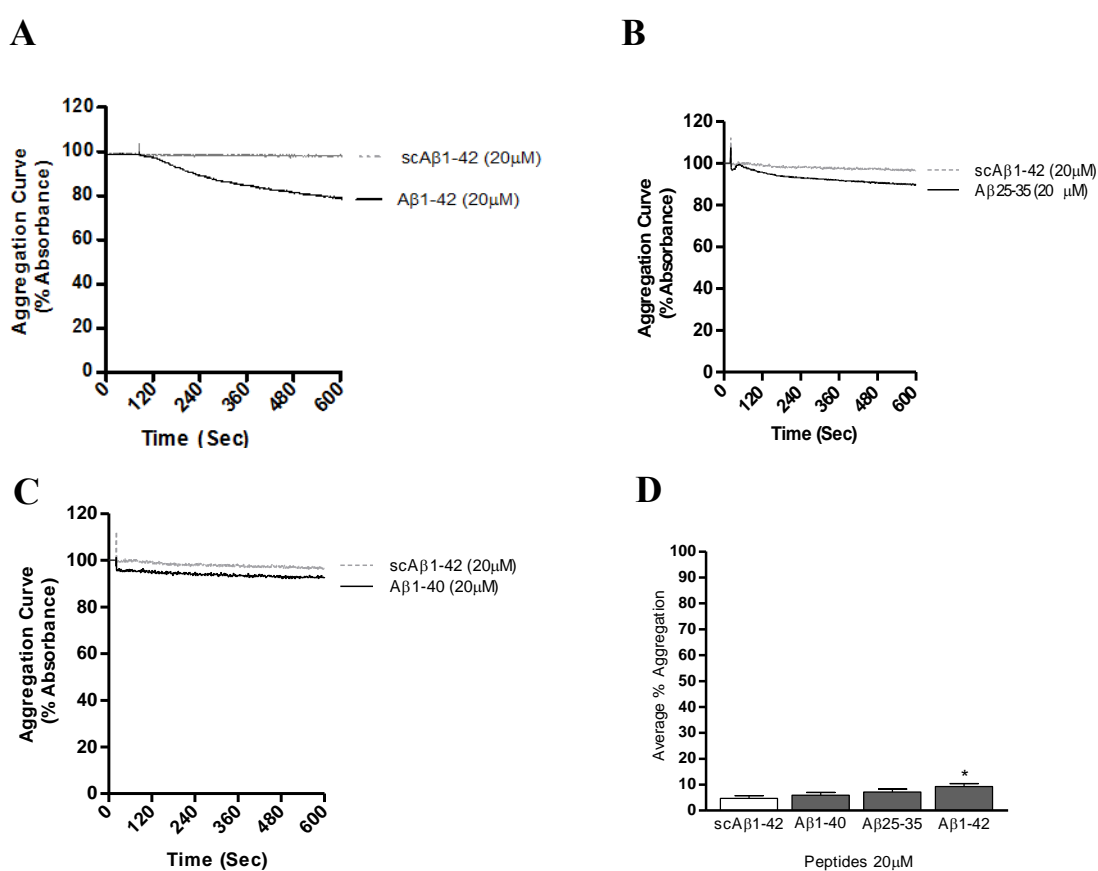 A
Aggregation Curve
(% Absorbance)
120
100
80
60
40
20
0
0
120
240
360
480
600
Time (Sec)
scAβ1-42 (20µM)
Aβ1-42 (20µM)
B
Aggregation Curve
(% Absorbance)
120
100
80
60
40
20
0
0
120
240
360
480
600
Time (Sec)
scAβ1-42 (20µM)
Aβ25-35 (20 µM)
C
Aggregation Curve
(% Absorbance)
120
100
80
60
40
20
0
0
120
240
360
480
600
Time (Sec)
scAβ1-42 (20µM)
Aβ1-40 (20µM)
D
Average % Aggregation
100
90
80
70
60
50
40
30
20
10
0
*
scAβ1-42
Aβ1-40
Aβ25-35
Aβ1-42
Peptides 20µM